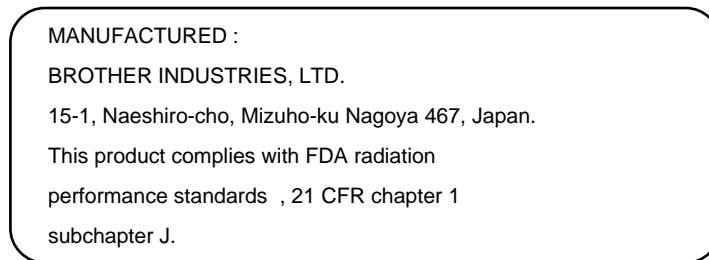 MANUFACTURED :
BROTHER INDUSTRIES, LTD.
15-1, Naeshiro-cho, Mizuho-ku Nagoya 467, Japan.
This product complies with FDA radiation
performance standards , 21 CFR chapter 1
subchapter J.